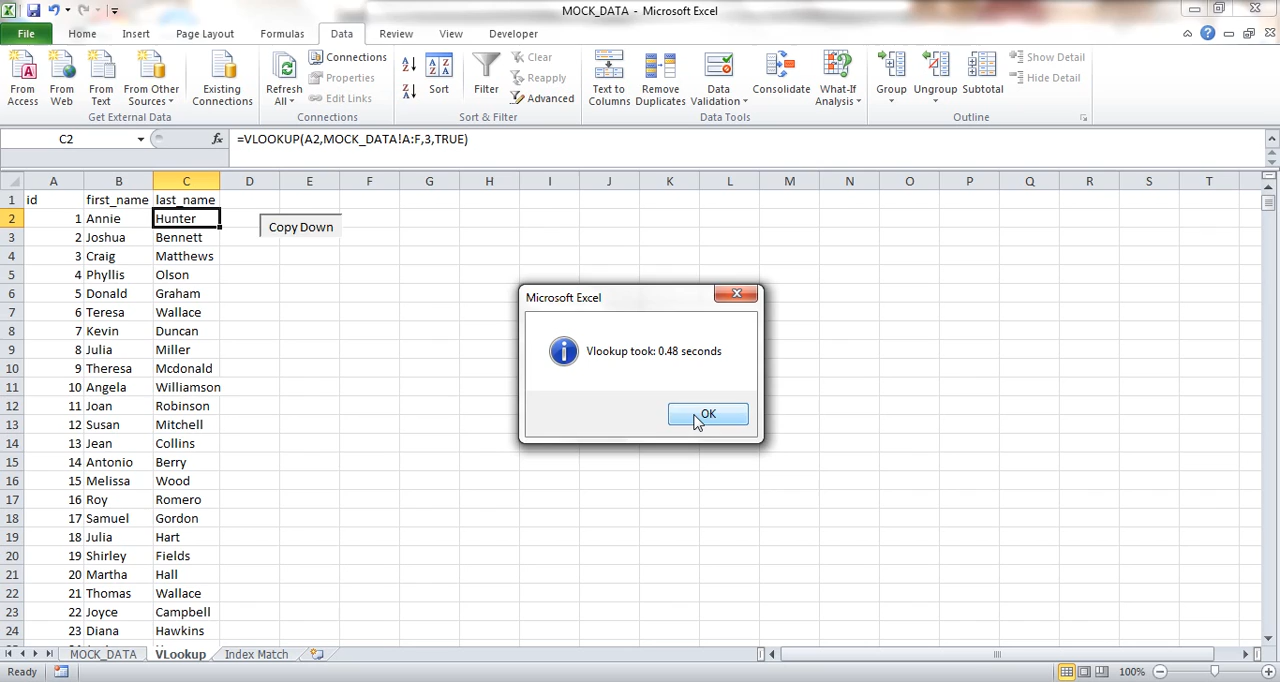 MOCK_DATA - Microsoft Excel
File Home Insert Page Layout Formulas Data Review View Developer
From Access
From Web
From Text
From Other Sources
Existing Connections
Get External Data
Refresh All
Connections
Properties
Edit Links
Connections
Sort
Filter
Clear
Reapply
Advanced
Sort & Filter
Text to Columns
Remove Duplicates
Data Validation
Consolidate
What-If Analysis
Data Tools
Group
Ungroup
Subtotal
Show Detail
Hide Detail
Outline
C2 fx =VLOOKUP(A2,MOCK_DATA!A:F,3,TRUE)
A B C D E F G H I J K L M N O P Q R S T
1 id first_name last_name
2 1 Annie Hunter
Copy Down
3 2 Joshua Bennett
4 3 Craig Matthews
5 4 Phyllis Olson
6 5 Donald Graham
7 6 Teresa Wallace
8 7 Kevin Duncan
9 8 Julia Miller
10 9 Theresa Mcdonald
11 10 Angela Williamson
12 11 Joan Robinson
13 12 Susan Mitchell
14 13 Jean Collins
15 14 Antonio Berry
16 15 Melissa Wood
17 16 Roy Romero
18 17 Samuel Gordon
19 18 Julia Hart
20 19 Shirley Fields
21 20 Martha Hall
22 21 Thomas Wallace
23 22 Joyce Campbell
24 23 Diana Hawkins
Microsoft Excel
Vlookup took: 0.48 seconds
OK
MOCK_DATA VLookup Index Match
Ready 100%